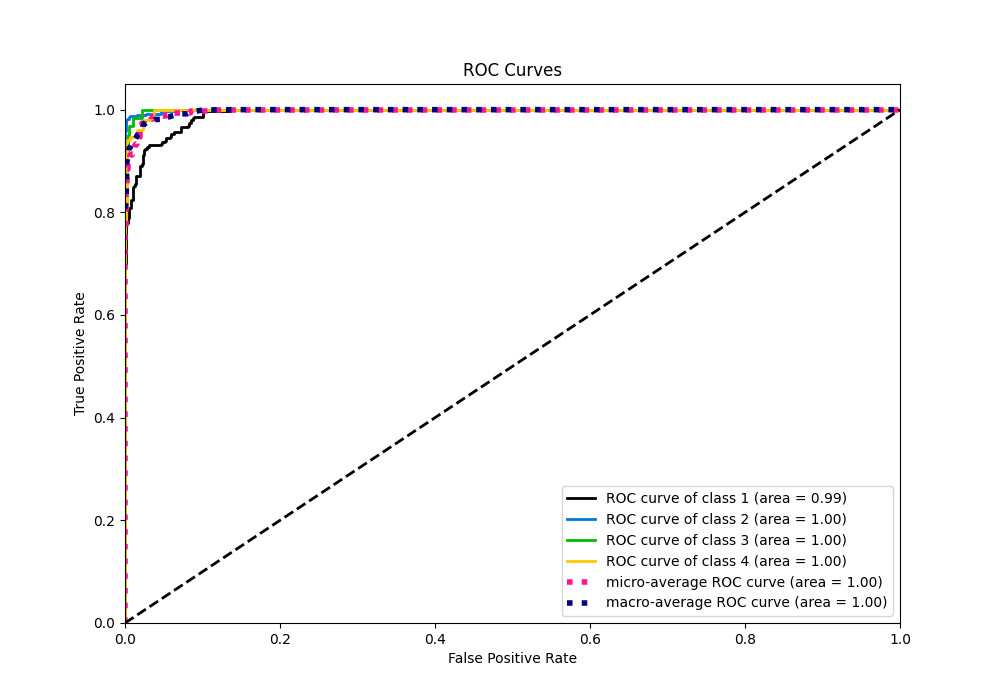 ROC Curves
True Positive Rate
1.0
0.8
0.6
0.4
0.2
0.0
0.0 0.2 0.4 0.6 0.8 1.0
False Positive Rate
ROC curve of class 1 (area = 0.99)
ROC curve of class 2 (area = 1.00)
ROC curve of class 3 (area = 1.00)
ROC curve of class 4 (area = 1.00)
micro-average ROC curve (area = 1.00)
macro-average ROC curve (area = 1.00)